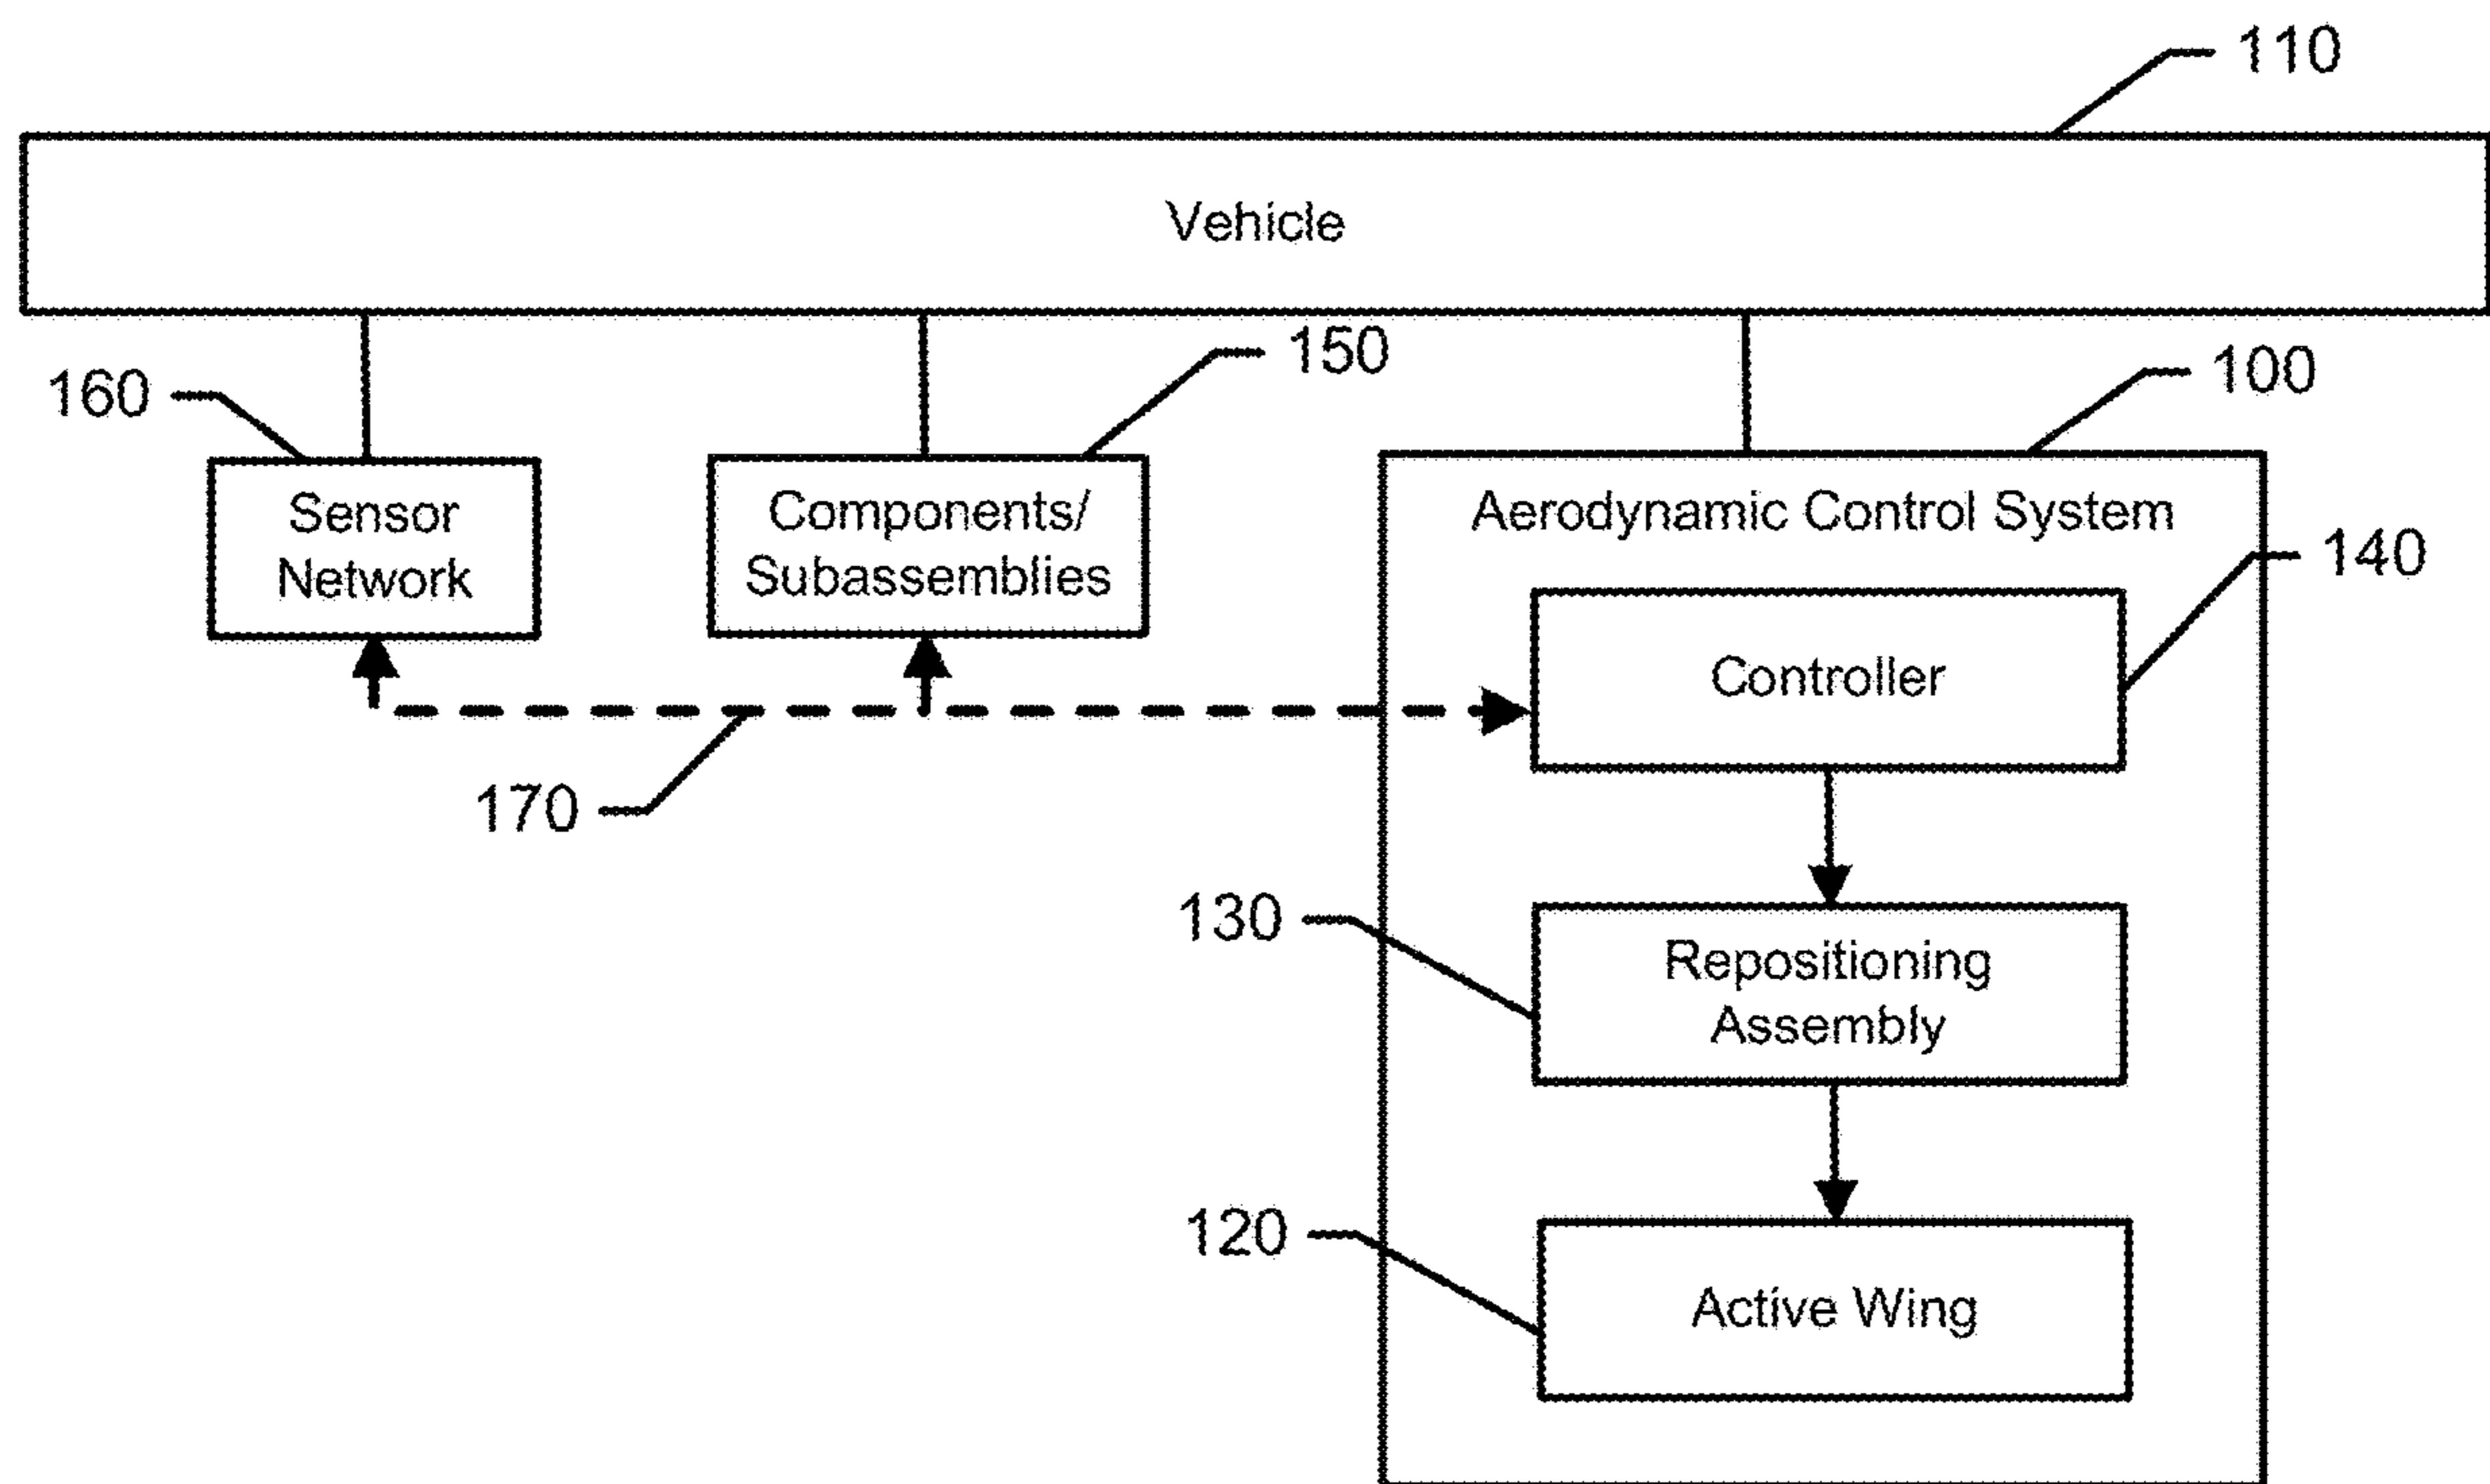 110
Vehicle
150
100
160
Sensor
Network
Components/
Subassemblies
Aerodynamic Control System
140
Controller
170
130
Repositioning
Assembly
120
Active Wing